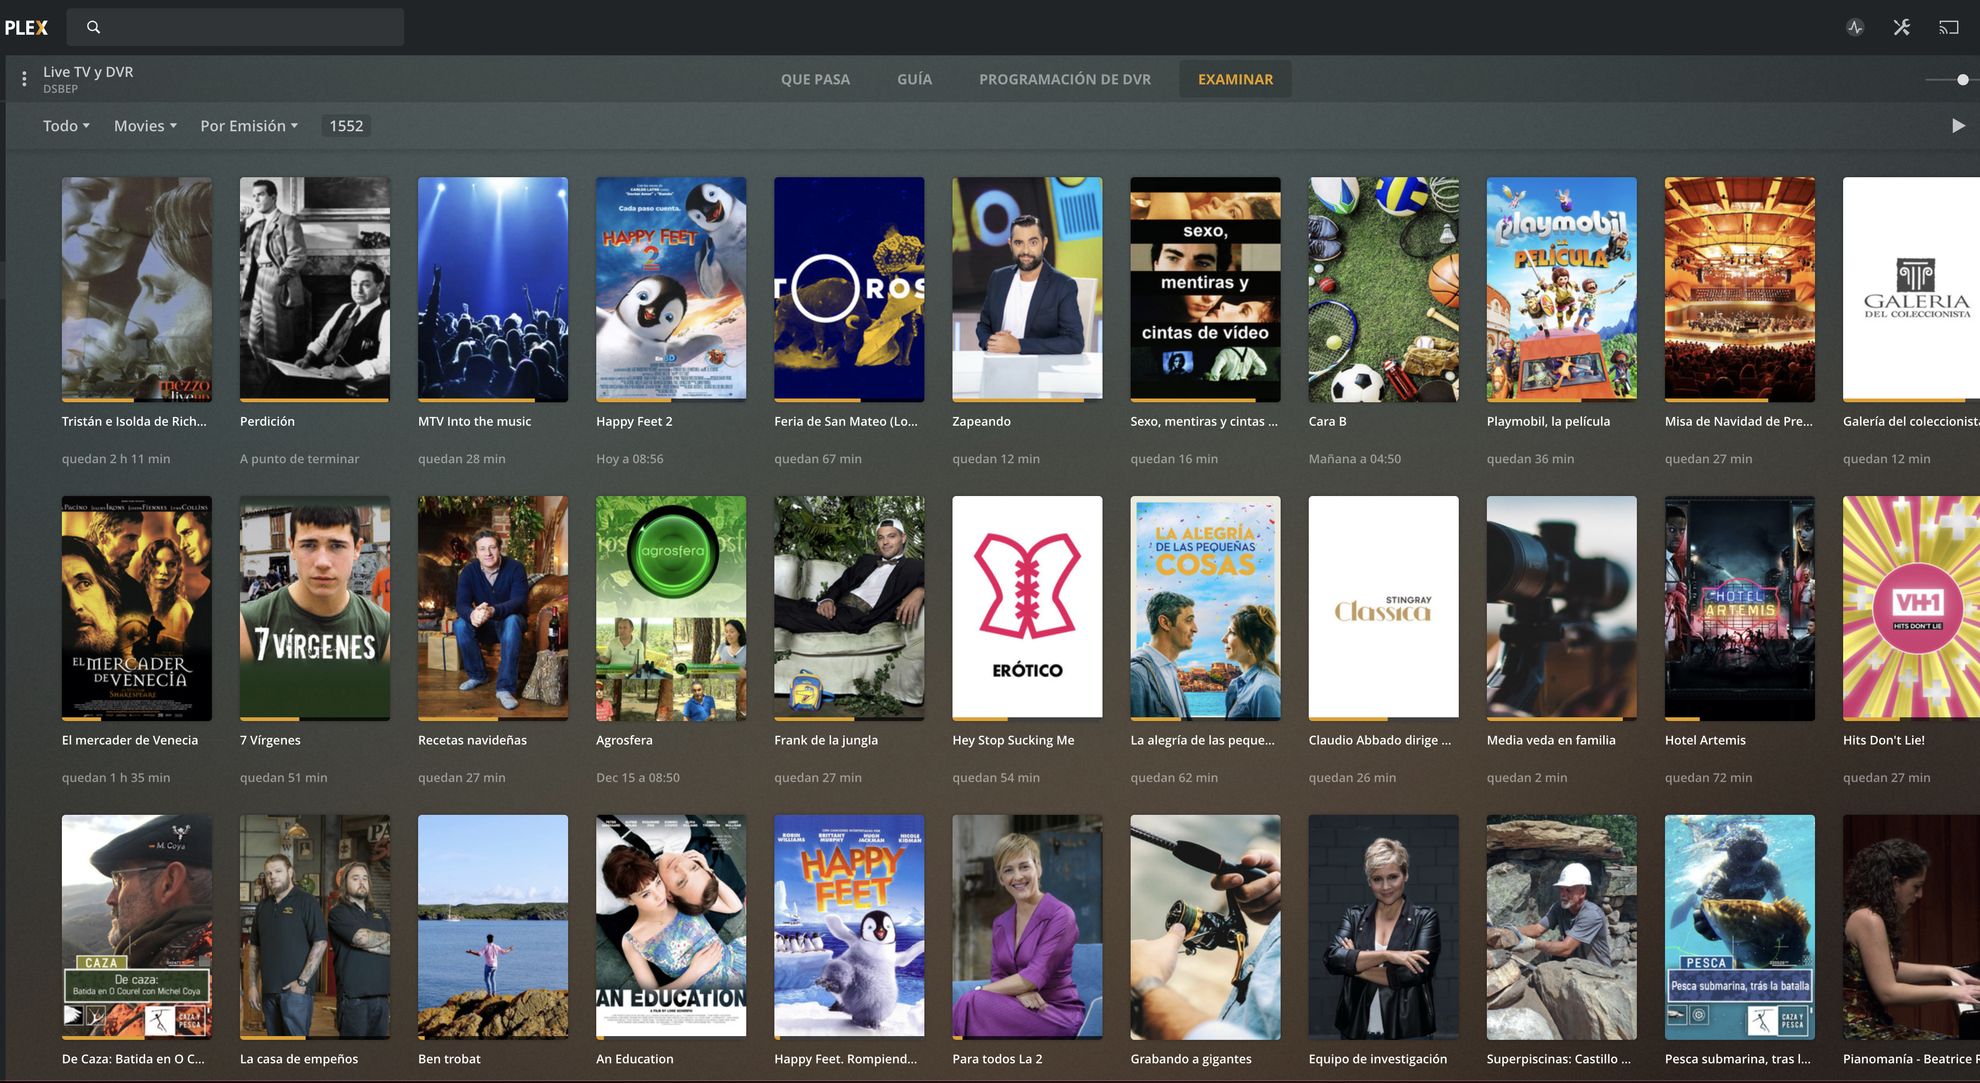 PLEX
Live TV y DVR
DSBEP
QUE PASA
GUÍA
PROGRAMACIÓN DE DVR
EXAMINAR
Todo
Movies
Por Emisión
1552
mezzo
live
Cada paso cuenta.
HAPPY FEET
2
En 3D
TOROS
sexo,
mentiras y
cintas de vídeo
playmobil
LA
PELÍCULA
GALERIA
DEL COLECCIONISTA
Tristán e Isolda de Rich...
Perdición
MTV Into the music
Happy Feet 2
Feria de San Mateo (Lo...
Zapeando
Sexo, mentiras y cintas ...
Cara B
Playmobil, la película
Misa de Navidad de Pre...
Galería del coleccionista
quedan 2 h 11 min
A punto de terminar
quedan 28 min
Hoy a 08:56
quedan 67 min
quedan 12 min
quedan 16 min
Mañana a 04:50
quedan 36 min
quedan 27 min
quedan 12 min
PACINO JEREMY IRONS JOSEPH FIENNES LYNN COLLINS
EL MERCADER
DE VENECIA
SHAKESPEARE
7 VÍRGENES
agrosfera
ERÓTICO
LA ALEGRÍA
DE LAS PEQUEÑAS
COSAS
STINGRAY
Classica
HOTEL
ARTEMIS
VH1
HITS DON'T LIE
El mercader de Venecia
7 Vírgenes
Recetas navideñas
Agrosfera
Frank de la jungla
Hey Stop Sucking Me
La alegría de las peque...
Claudio Abbado dirige ...
Media veda en familia
Hotel Artemis
Hits Don't Lie!
quedan 1 h 35 min
quedan 51 min
quedan 27 min
Dec 15 a 08:50
quedan 27 min
quedan 54 min
quedan 62 min
quedan 26 min
quedan 2 min
quedan 72 min
quedan 27 min
M. Coya
CAZA
De caza:
Batida en O Courel con Michel Coya
CAZA Y
PESCA
AN EDUCATION
ROBIN WILLIAMS
BRITTANY MURPHY
HUGH JACKMAN
NICOLE KIDMAN
HAPPY
FEET
PESCA
Pesca submarina, trás la batalla
CAZA Y
PESCA
De Caza: Batida en O C...
La casa de empeños
Ben trobat
An Education
Happy Feet. Rompiend...
Para todos La 2
Grabando a gigantes
Equipo de investigación
Superpiscinas: Castillo ...
Pesca submarina, tras l...
Pianomanía - Beatrice R